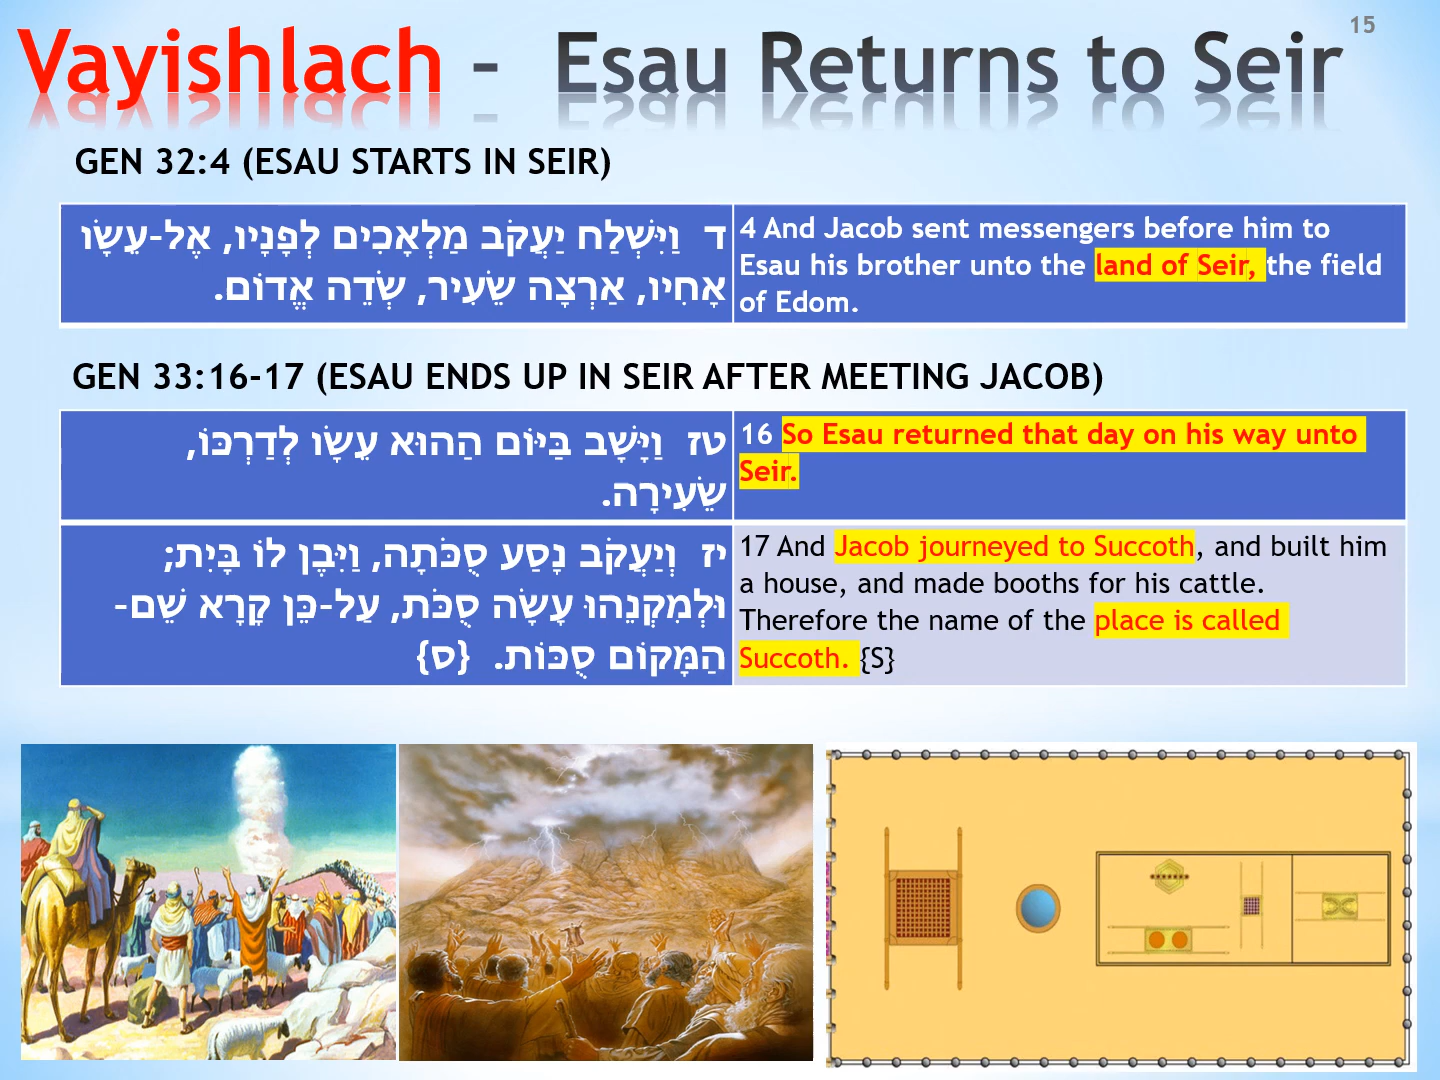 15
Vayishlach - Esau Returns to Seir
GEN 32:4 (ESAU STARTS IN SEIR)
ד וַיִּשְׁלַח יַעֲקֹב מַלְאָכִים לְפָנָיו, אֶל-עֵשָׂו
אָחִיו, אַרְצָה שֵׂעִיר, שְׂדֵה אֱדוֹם.
4 And Jacob sent messengers before him to
Esau his brother unto the land of Seir, the field
of Edom.
GEN 33:16-17 (ESAU ENDS UP IN SEIR AFTER MEETING JACOB)
טז וַיָּשָׁב בַּיּוֹם הַהוּא עֵשָׂו לְדַרְכּוֹ,
שֵׂעִירָה.
16 So Esau returned that day on his way unto
Seir.
יז וְיַעֲקֹב נָסַע סֻכֹּתָה, וַיִּבֶן לוֹ בָּיִת;
וּלְמִקְנֵהוּ עָשָׂה סֻכֹּת, עַל-כֵּן קָרָא שֵׁם-
הַמָּקוֹם סֻכּוֹת. {ס}
17 And Jacob journeyed to Succoth, and built him
a house, and made booths for his cattle.
Therefore the name of the place is called
Succoth. {S}